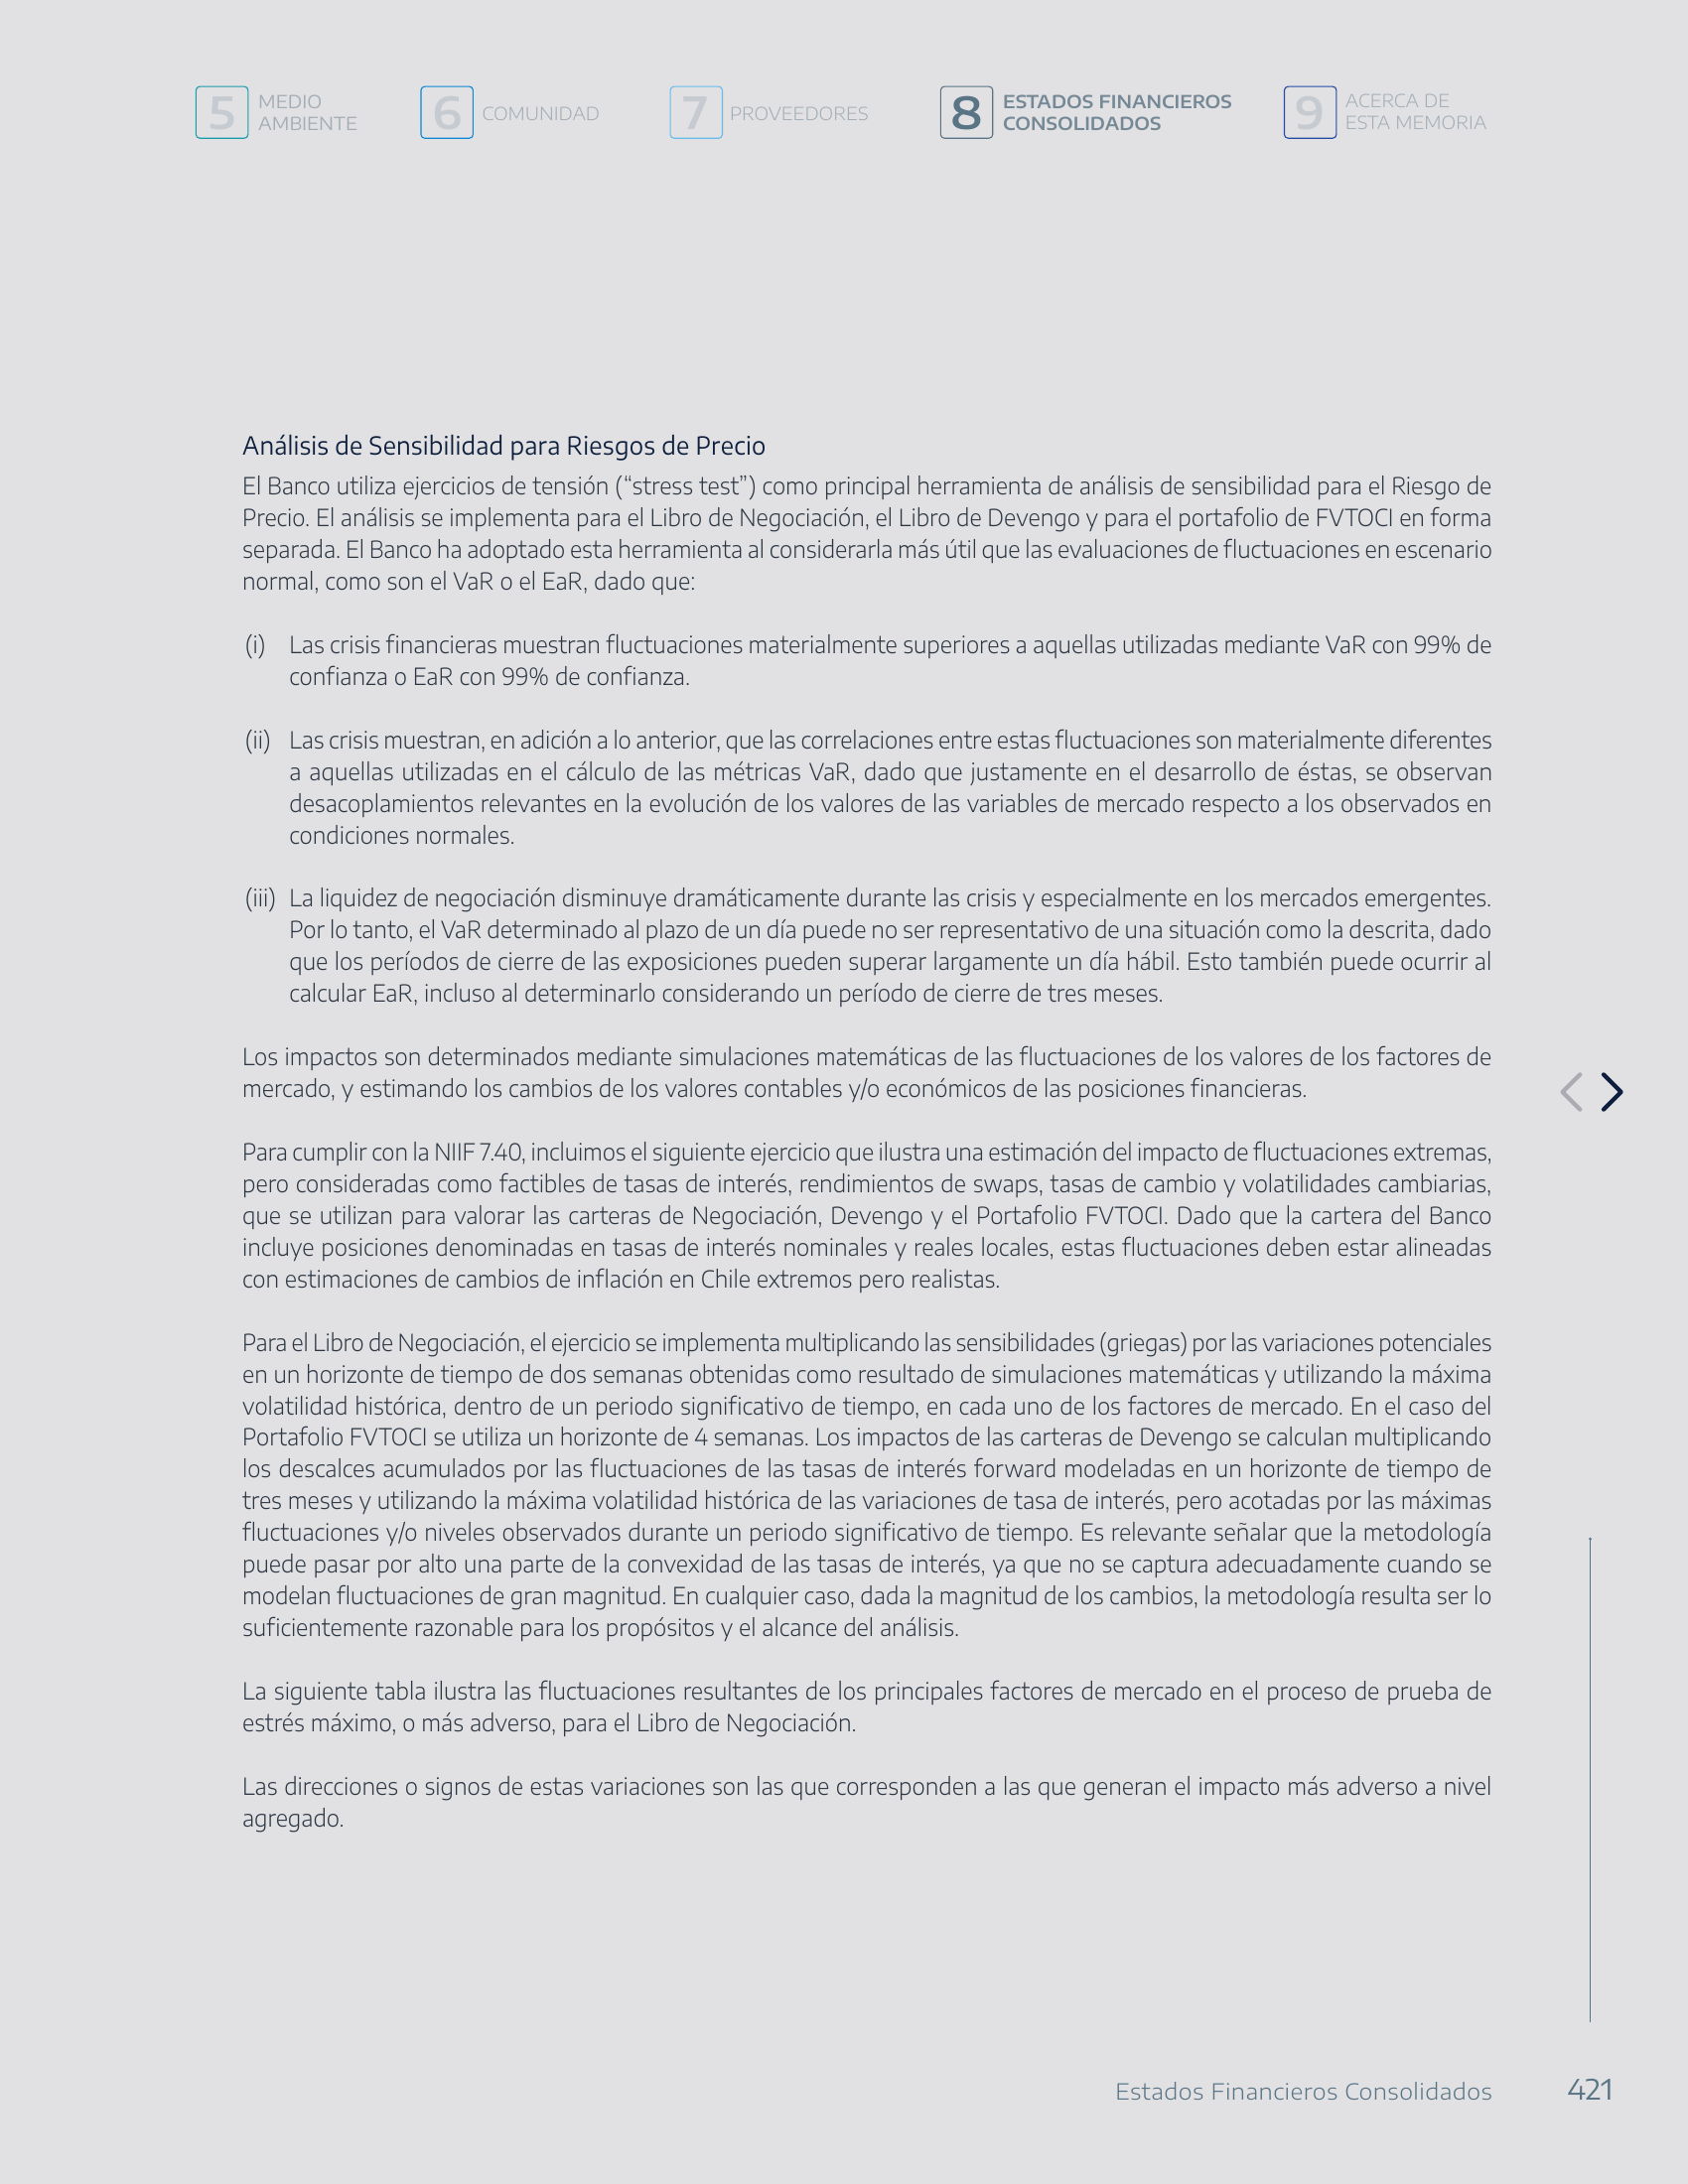 5 MEDIO AMBIENTE
6 COMUNIDAD
7 PROVEEDORES
8 ESTADOS FINANCIEROS CONSOLIDADOS
9 ACERCA DE ESTA MEMORIA
Análisis de Sensibilidad para Riesgos de Precio
El Banco utiliza ejercicios de tensión (“stress test”) como principal herramienta de análisis de sensibilidad para el Riesgo de
Precio. El análisis se implementa para el Libro de Negociación, el Libro de Devengo y para el portafolio de FVTOCI en forma
separada. El Banco ha adoptado esta herramienta al considerarla más útil que las evaluaciones de fluctuaciones en escenario
normal, como son el VaR o el EaR, dado que:
(i) Las crisis financieras muestran fluctuaciones materialmente superiores a aquellas utilizadas mediante VaR con 99% de
confianza o EaR con 99% de confianza.
(ii) Las crisis muestran, en adición a lo anterior, que las correlaciones entre estas fluctuaciones son materialmente diferentes
a aquellas utilizadas en el cálculo de las métricas VaR, dado que justamente en el desarrollo de éstas, se observan
desacoplamientos relevantes en la evolución de los valores de las variables de mercado respecto a los observados en
condiciones normales.
(iii) La liquidez de negociación disminuye dramáticamente durante las crisis y especialmente en los mercados emergentes.
Por lo tanto, el VaR determinado al plazo de un día puede no ser representativo de una situación como la descrita, dado
que los períodos de cierre de las exposiciones pueden superar largamente un día hábil. Esto también puede ocurrir al
calcular EaR, incluso al determinarlo considerando un período de cierre de tres meses.
Los impactos son determinados mediante simulaciones matemáticas de las fluctuaciones de los valores de los factores de
mercado, y estimando los cambios de los valores contables y/o económicos de las posiciones financieras.
Para cumplir con la NIIF 7.40, incluimos el siguiente ejercicio que ilustra una estimación del impacto de fluctuaciones extremas,
pero consideradas como factibles de tasas de interés, rendimientos de swaps, tasas de cambio y volatilidades cambiarias,
que se utilizan para valorar las carteras de Negociación, Devengo y el Portafolio FVTOCI. Dado que la cartera del Banco
incluye posiciones denominadas en tasas de interés nominales y reales locales, estas fluctuaciones deben estar alineadas
con estimaciones de cambios de inflación en Chile extremos pero realistas.
Para el Libro de Negociación, el ejercicio se implementa multiplicando las sensibilidades (griegas) por las variaciones potenciales
en un horizonte de tiempo de dos semanas obtenidas como resultado de simulaciones matemáticas y utilizando la máxima
volatilidad histórica, dentro de un periodo significativo de tiempo, en cada uno de los factores de mercado. En el caso del
Portafolio FVTOCI se utiliza un horizonte de 4 semanas. Los impactos de las carteras de Devengo se calculan multiplicando
los descalces acumulados por las fluctuaciones de las tasas de interés forward modeladas en un horizonte de tiempo de
tres meses y utilizando la máxima volatilidad histórica de las variaciones de tasa de interés, pero acotadas por las máximas
fluctuaciones y/o niveles observados durante un periodo significativo de tiempo. Es relevante señalar que la metodología
puede pasar por alto una parte de la convexidad de las tasas de interés, ya que no se captura adecuadamente cuando se
modelan fluctuaciones de gran magnitud. En cualquier caso, dada la magnitud de los cambios, la metodología resulta ser lo
suficientemente razonable para los propósitos y el alcance del análisis.
La siguiente tabla ilustra las fluctuaciones resultantes de los principales factores de mercado en el proceso de prueba de
estrés máximo, o más adverso, para el Libro de Negociación.
Las direcciones o signos de estas variaciones son las que corresponden a las que generan el impacto más adverso a nivel
agregado.
Estados Financieros Consolidados 421